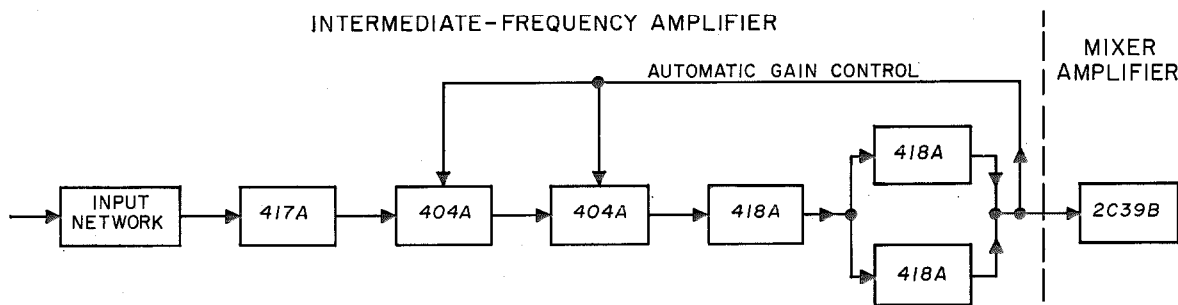 INTERMEDIATE-FREQUENCY AMPLIFIER
MIXER
AMPLIFIER
AUTOMATIC GAIN CONTROL
INPUT
NETWORK
417A
404A
404A
418A
418A
418A
2C39B